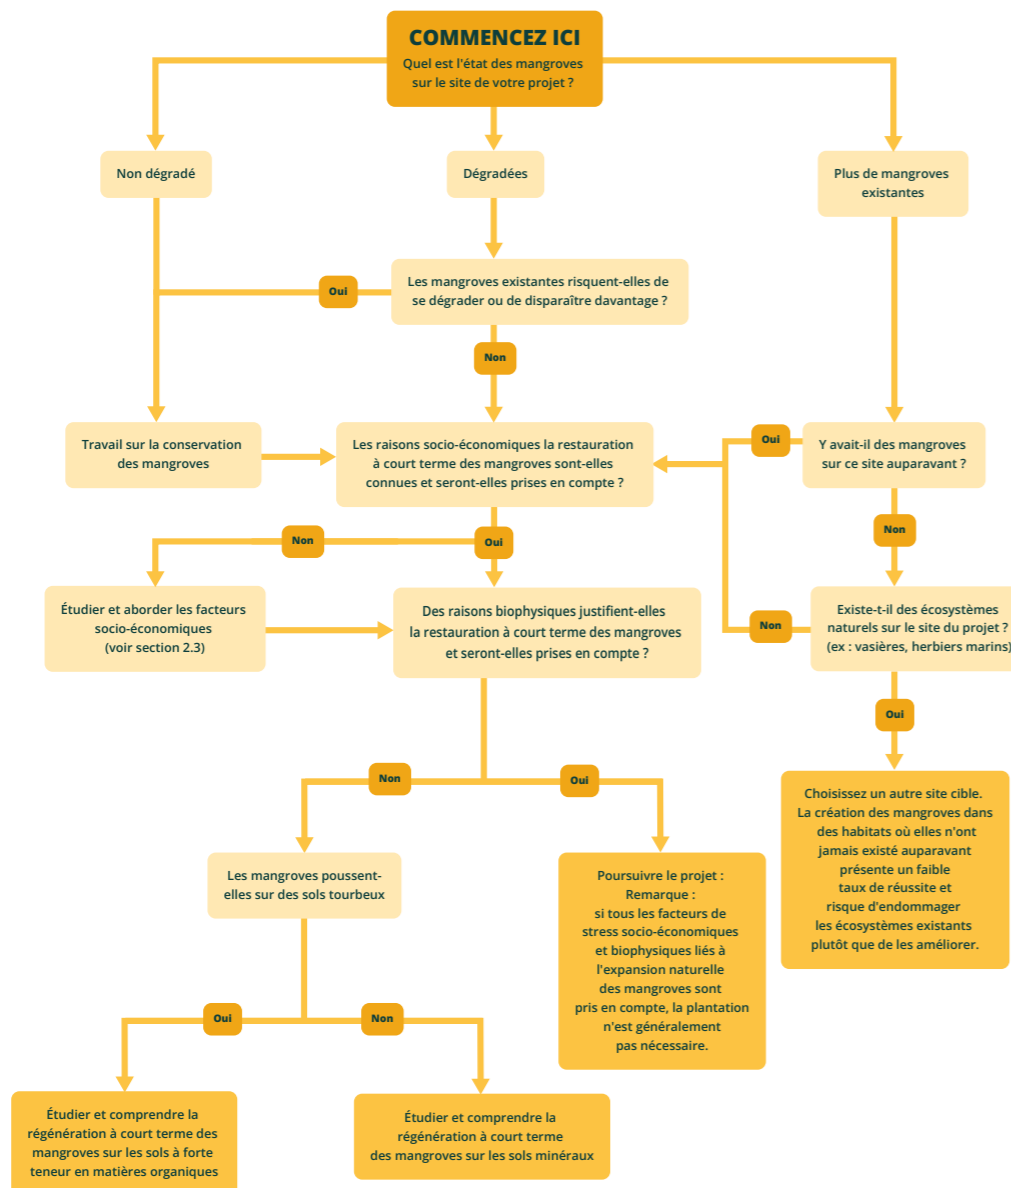 COMMENCEZ ICI
Quel est l'état des mangroves
sur le site de votre projet ?
Non dégradé
Dégradées
Plus de mangroves
existantes
Les mangroves existantes risquent-elles de
se dégrader ou de disparaître davantage ?
Oui
Non
Travail sur la conservation
des mangroves
Les raisons socio-économiques la restauration
à court terme des mangroves sont-elles
connues et seront-elles prises en compte ?
Oui
Y avait-il des mangroves
sur ce site auparavant ?
Non
Non
Oui
Étudier et aborder les facteurs
socio-économiques
(voir section 2.3)
Des raisons biophysiques justifient-elles
la restauration à court terme des mangroves
et seront-elles prises en compte ?
Non
Existe-t-il des écosystèmes
naturels sur le site du projet ?
(ex : vasières, herbiers marins)
Oui
Non
Oui
Choisissez un autre site cible.
La création des mangroves dans
des habitats où elles n'ont
jamais existé auparavant
présente un faible
taux de réussite et
risque d'endommager
les écosystèmes existants
plutôt que de les améliorer.
Les mangroves poussent-
elles sur des sols tourbeux
Poursuivre le projet :
Remarque :
si tous les facteurs de
stress socio-économiques
et biophysiques liés à
l'expansion naturelle
des mangroves sont
pris en compte, la plantation
n'est généralement
pas nécessaire.
Oui
Non
Étudier et comprendre la
régénération à court terme des
mangroves sur les sols à forte
teneur en matières organiques
Étudier et comprendre la
régénération à court terme
des mangroves sur les sols minéraux